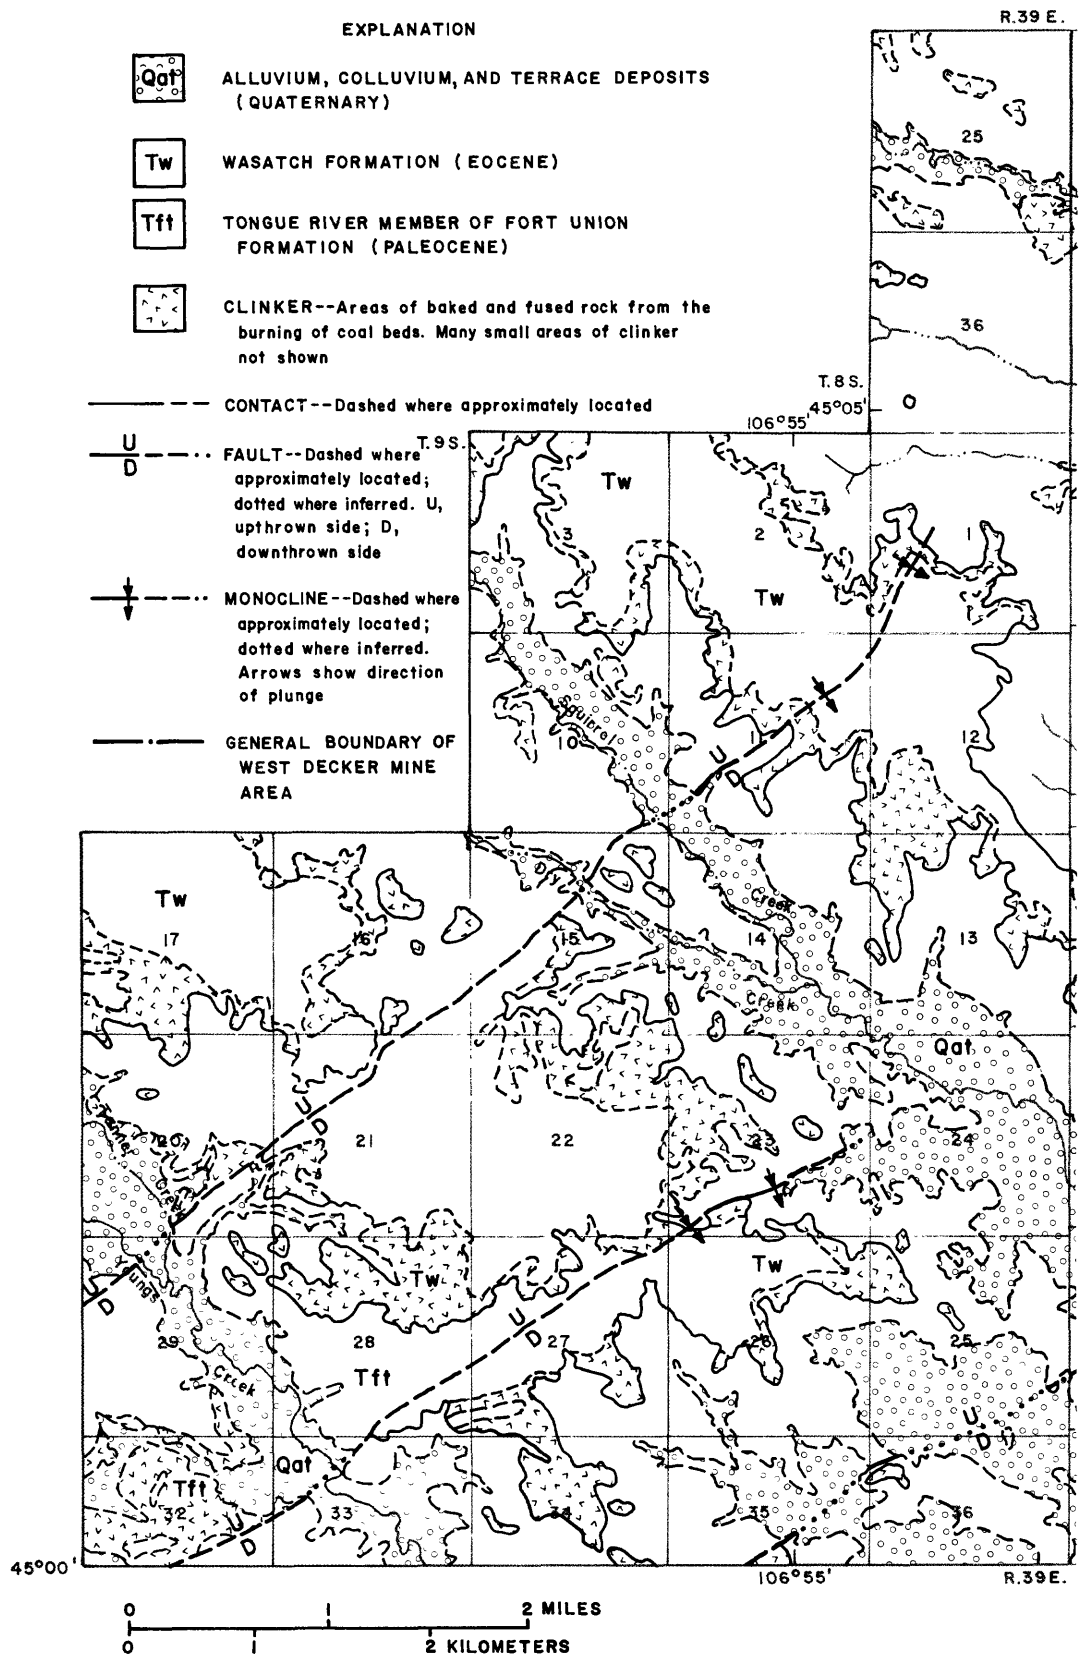 R.39 E.
EXPLANATION
Qat
ALLUVIUM, COLLUVIUM, AND TERRACE DEPOSITS
(QUATERNARY)
Tw
WASATCH FORMATION (EOCENE)
Tft
TONGUE RIVER MEMBER OF FORT UNION
FORMATION (PALEOCENE)
CLINKER--Areas of baked and fused rock from the
burning of coal beds. Many small areas of clinker
not shown
CONTACT--Dashed where approximately located
U
D
FAULT--Dashed where
approximately located;
dotted where inferred. U,
upthrown side; D,
downthrown side
MONOCLINE--Dashed where
approximately located;
dotted where inferred.
Arrows show direction
of plunge
GENERAL BOUNDARY OF
WEST DECKER MINE
AREA
25
36
T.8 S.
45°05'
106°55'
T.9 S.
Tw
3
2
1
Tw
Squirrel
10
11
12
U
D
Dry
Creek
Tw
17
16
15
14
13
Creek
Qat
U
D
Tanner
20
21
22
23
24
Creek
Youngs
U
D
Tw
Tw
U
D
29
28
27
26
25
Creek
Tft
U
D
D
Qat
Tft
32
33
34
35
36
U
D
45°00'
106°55'
R.39E.
0 1 2 MILES
0 1 2 KILOMETERS